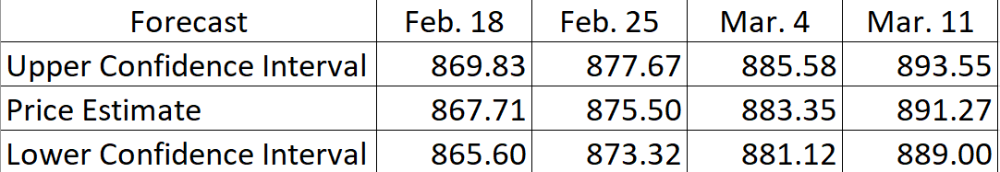 Forecast Feb. 18 Feb. 25 Mar. 4 Mar. 11
Upper Confidence Interval 869.83 877.67 885.58 893.55
Price Estimate 867.71 875.50 883.35 891.27
Lower Confidence Interval 865.60 873.32 881.12 889.00